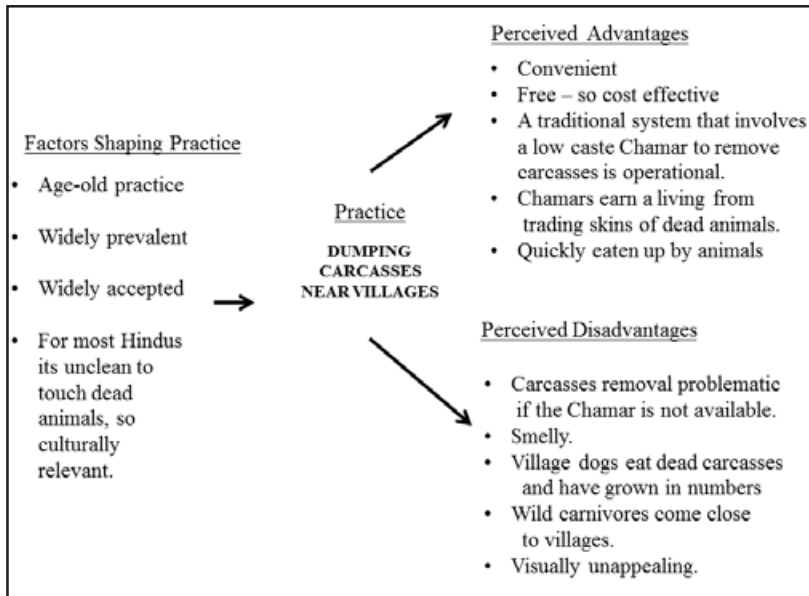 Factors Shaping Practice
• Age-old practice
• Widely prevalent
• Widely accepted
• For most Hindus
its unclean to
touch dead
animals, so
culturally
relevant.
Practice
DUMPING
CARCASSES
NEAR VILLAGES
Perceived Advantages
• Convenient
• Free – so cost effective
• A traditional system that involves
a low caste Chamar to remove
carcasses is operational.
• Chamars earn a living from
trading skins of dead animals.
• Quickly eaten up by animals
Perceived Disadvantages
• Carcasses removal problematic
if the Chamar is not available.
• Smelly.
• Village dogs eat dead carcasses
and have grown in numbers
• Wild carnivores come close
to villages.
• Visually unappealing.